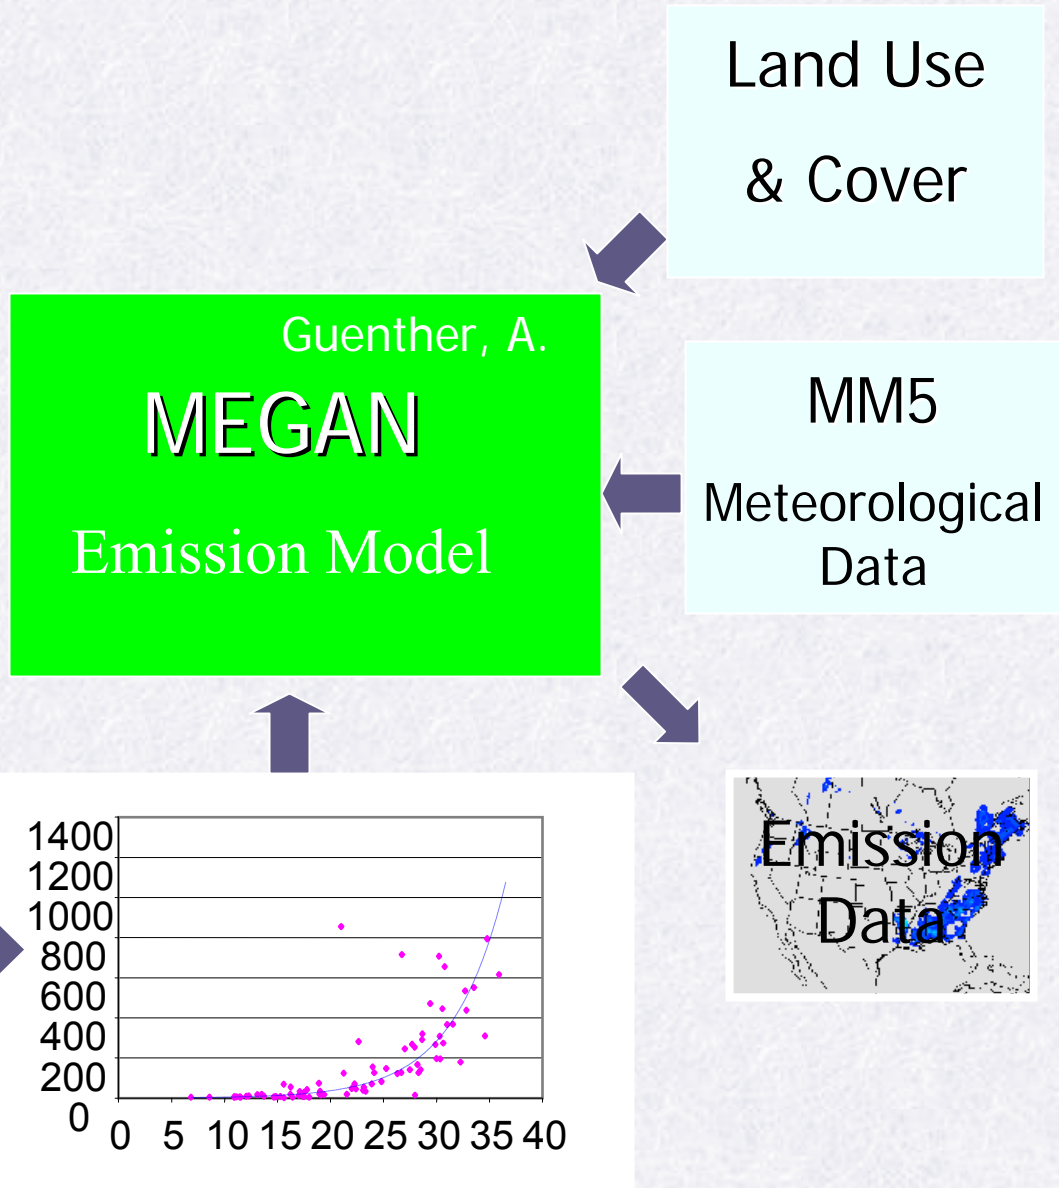 Land Use
& Cover
Guenther, A.
MEGAN
Emission Model
MM5
Meteorological
Data
Emission
Data
1400
1200
1000
800
600
400
200
0
0 5 10 15 20 25 30 35 40